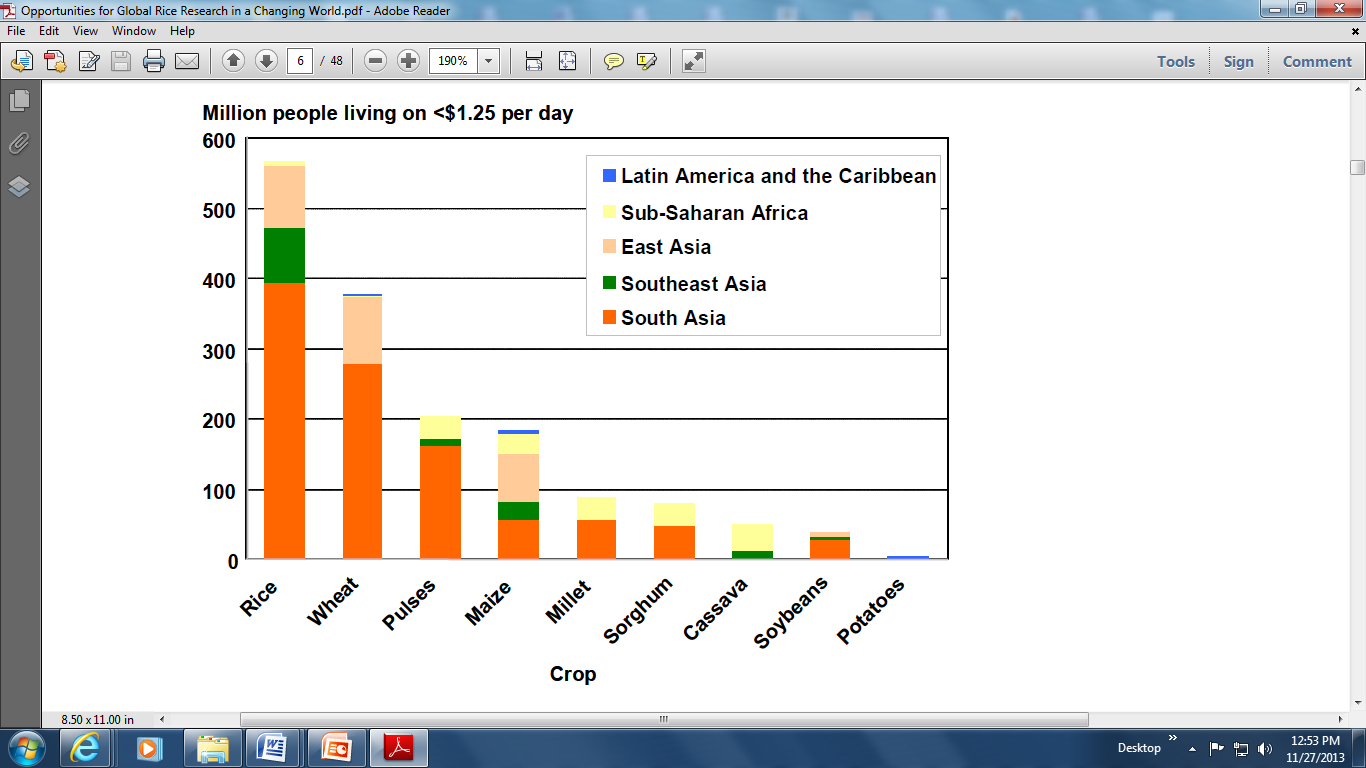 Opportunities for Global Rice Research in a Changing World.pdf - Adobe Reader
File Edit View Window Help
6 / 48 190% Tools Sign Comment
Million people living on <$1.25 per day
600
500
400
300
200
100
0
Latin America and the Caribbean
Sub-Saharan Africa
East Asia
Southeast Asia
South Asia
Rice
Wheat
Pulses
Maize
Millet
Sorghum
Cassava
Soybeans
Potatoes
Crop
8.50 x 11.00 in
Desktop
12:53 PM
11/27/2013